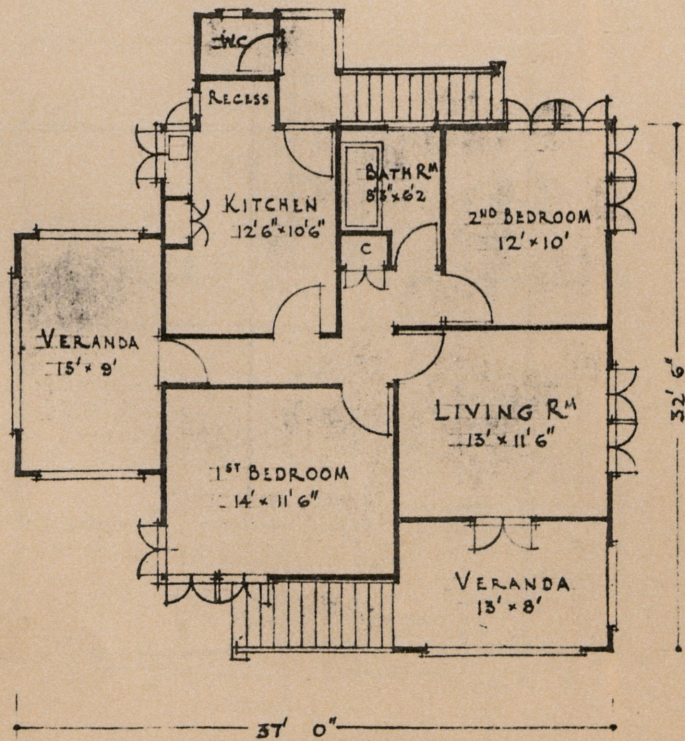 W.C
RECESS
KITCHEN
12'6" × 10'6"
BATH RM
8'3" × 6'2
C
2ND BEDROOM
12' × 10'
VERANDA
15' × 9'
LIVING RM
13' × 11'6"
1ST BEDROOM
14' × 11'6"
VERANDA
13' × 8'
32' 6"
37' 0"